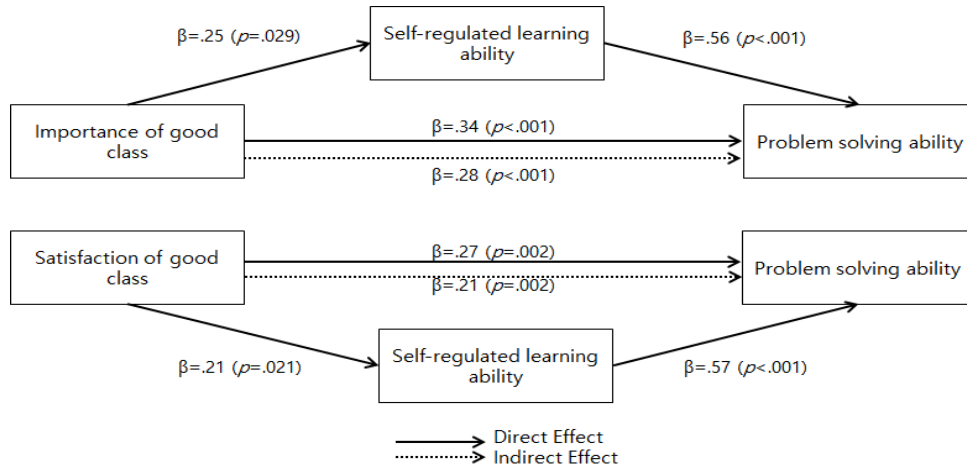 β=.25 (p=.029)
Self-regulated learning
ability
β=.56 (p<.001)
Importance of good
class
β=.34 (p<.001)
β=.28 (p<.001)
Problem solving ability
Satisfaction of good
class
β=.27 (p=.002)
β=.21 (p=.002)
Problem solving ability
β=.21 (p=.021)
Self-regulated learning
ability
β=.57 (p<.001)
Direct Effect
Indirect Effect